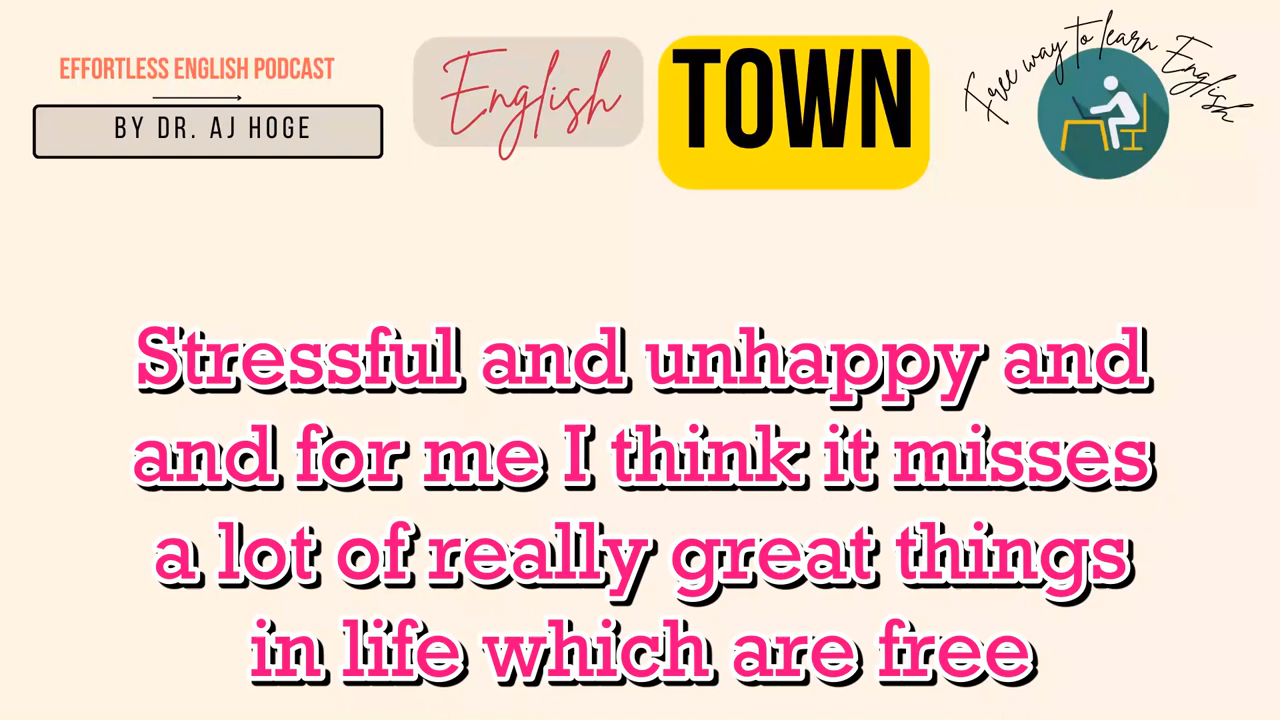 EFFORTLESS ENGLISH PODCAST
BY DR. AJ HOGE
English
TOWN
Free way to learn English
Stressful and unhappy and
and for me I think it misses
a lot of really great things
in life which are free